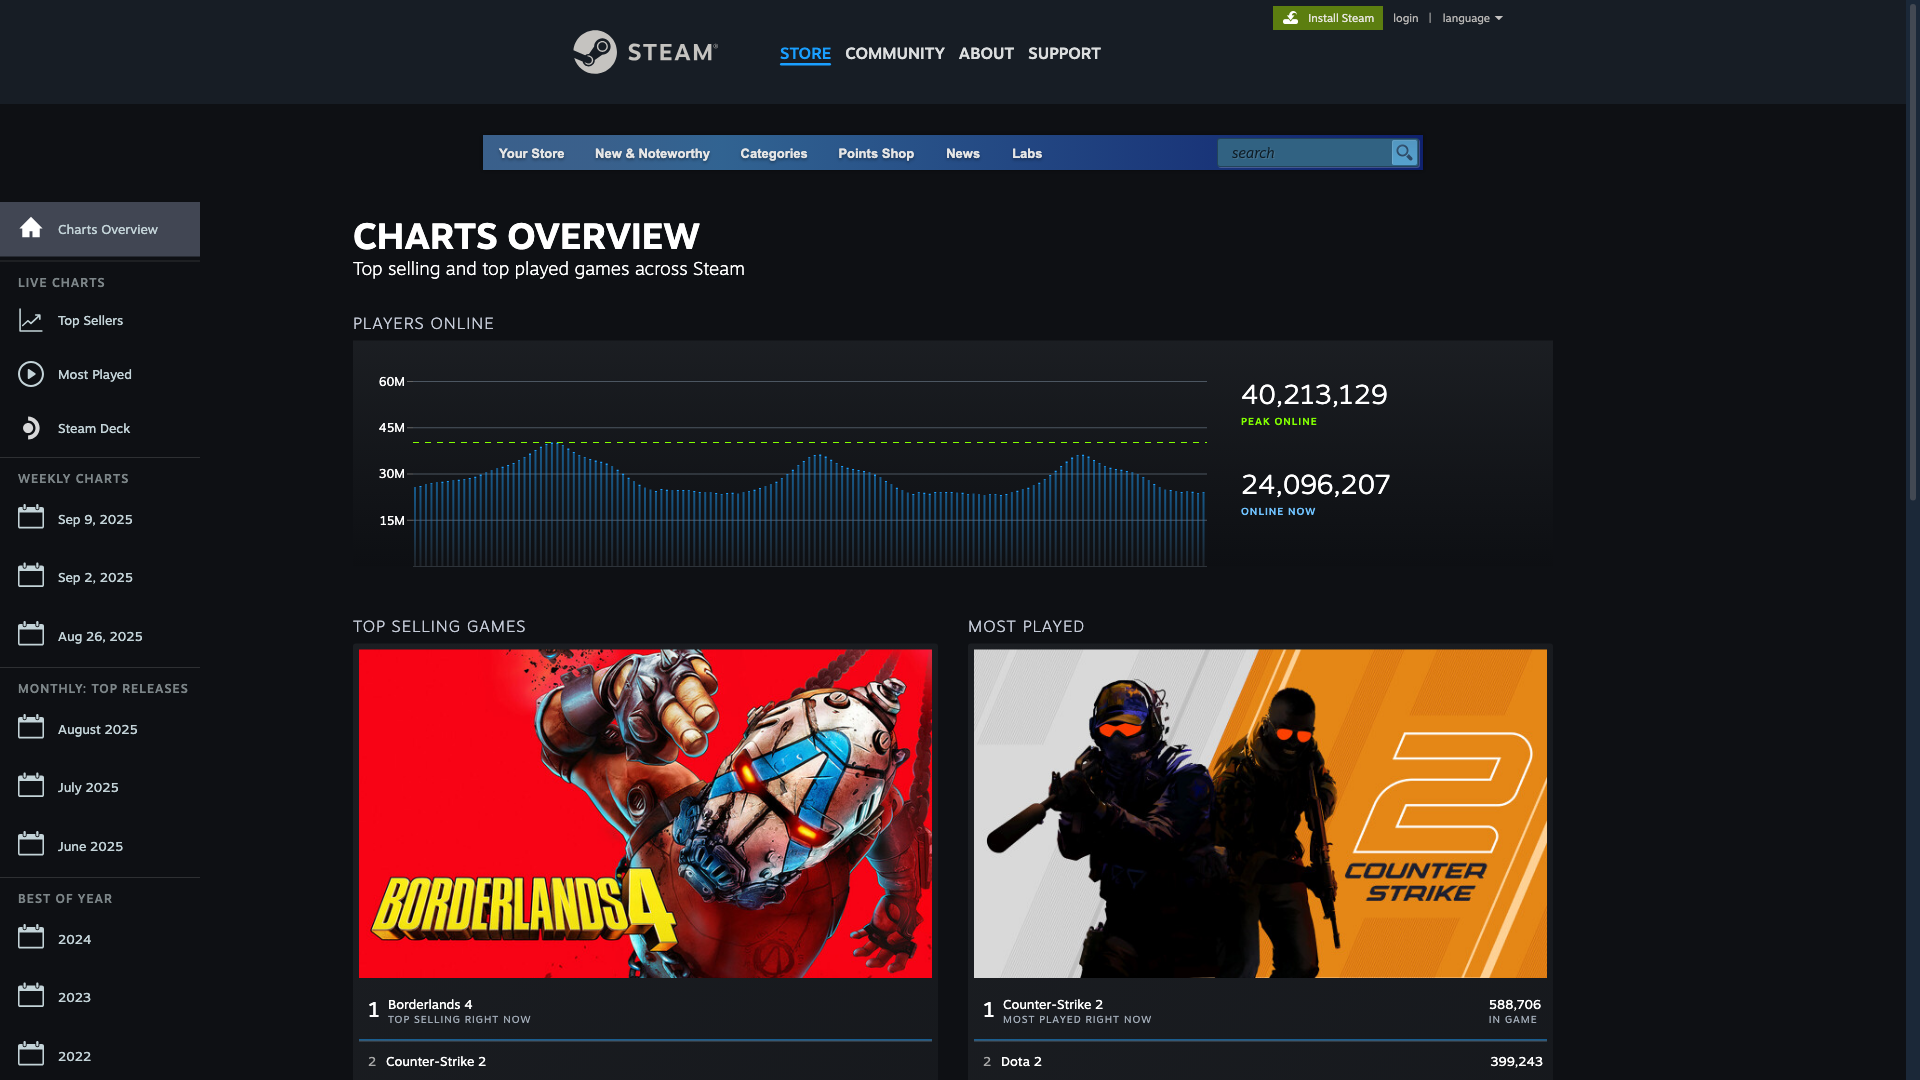 Install Steam
login | language
STEAM®
STORE COMMUNITY ABOUT SUPPORT
Your Store New & Noteworthy Categories Points Shop News Labs
search
Charts Overview
LIVE CHARTS
Top Sellers
Most Played
Steam Deck
WEEKLY CHARTS
Sep 9, 2025
Sep 2, 2025
Aug 26, 2025
MONTHLY: TOP RELEASES
August 2025
July 2025
June 2025
BEST OF YEAR
2024
2023
2022
CHARTS OVERVIEW
Top selling and top played games across Steam
PLAYERS ONLINE
60M
45M
30M
15M
40,213,129
PEAK ONLINE
24,096,207
ONLINE NOW
TOP SELLING GAMES
BORDERLANDS 4
1 Borderlands 4
TOP SELLING RIGHT NOW
2 Counter-Strike 2
MOST PLAYED
2
COUNTER
STRIKE
1 Counter-Strike 2 588,706
MOST PLAYED RIGHT NOW IN GAME
2 Dota 2 399,243